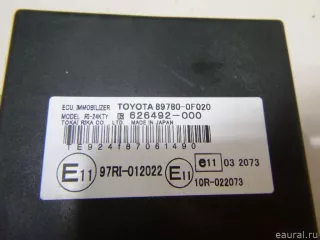 ECU, IMMOBILIZER TOYOTA 89780-0F020
MODEL RI-24KTY 626492-000
TOKAI RIKA CO., LTD. MADE IN JAPAN
TE924187061490
E11 97RI-012022 E11 e11 03 2073
10R-022073
eaural.ru